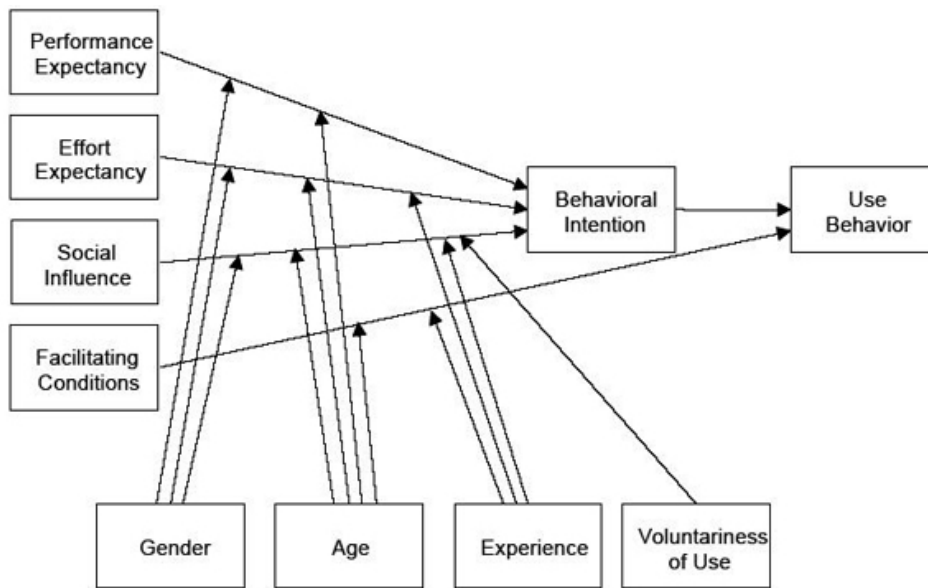 Performance
Expectancy
Effort
Expectancy
Social
Influence
Facilitating
Conditions
Behavioral
Intention
Use
Behavior
Gender
Age
Experience
Voluntariness
of Use